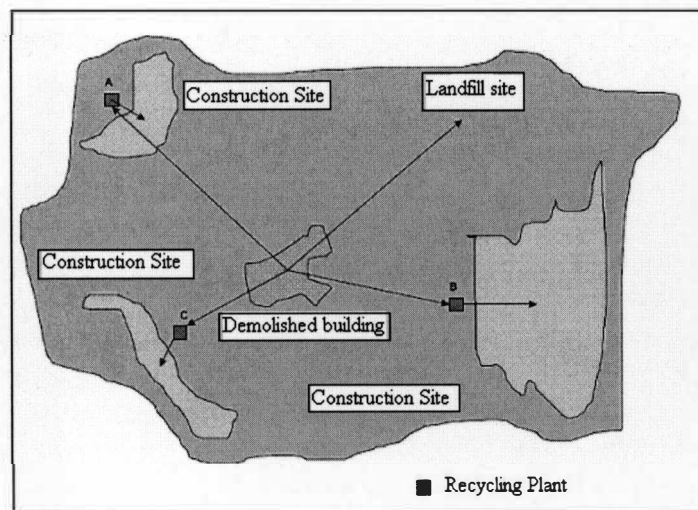 A
Construction Site
Landfill site
Construction Site
B
C
Demolished building
Construction Site
Recycling Plant